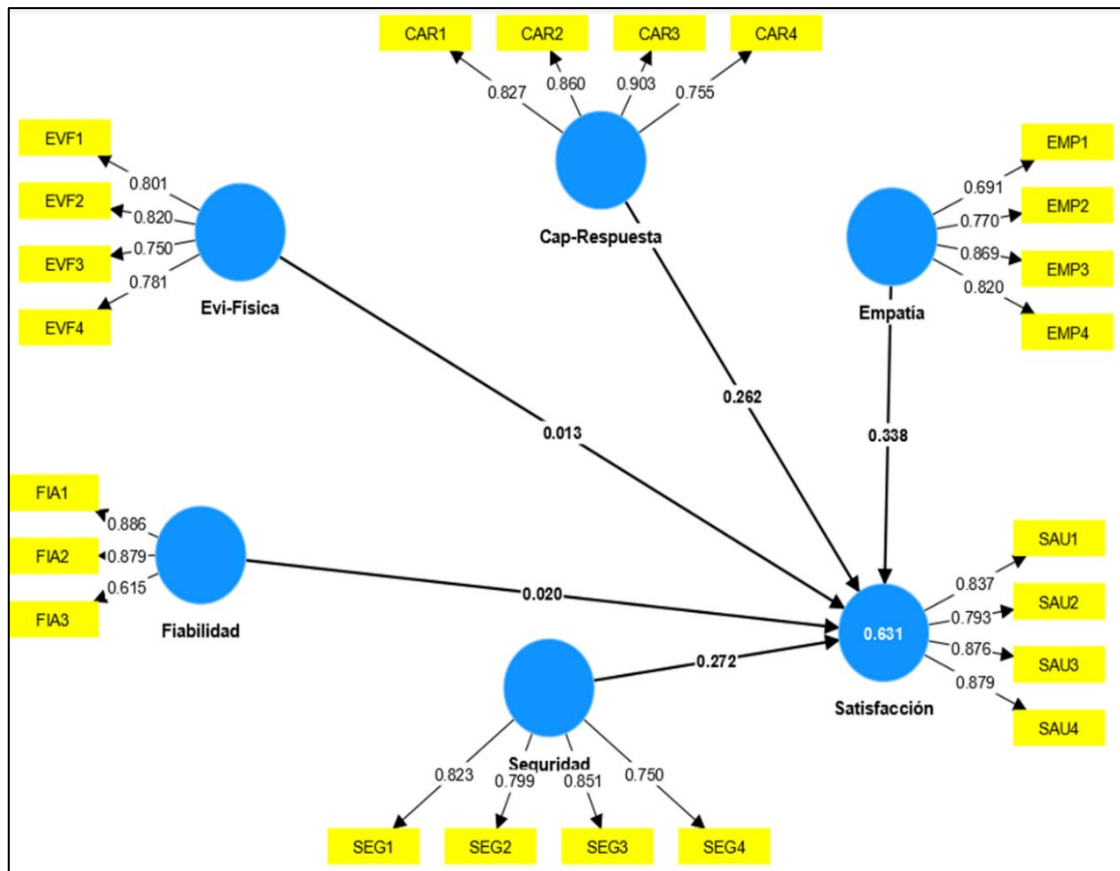 CAR1 CAR2 CAR3 CAR4
0.827 0.860 0.903 0.755
Cap-Respuesta
EVF1
EVF2
EVF3
EVF4
0.801
0.820
0.750
0.781
Evi-Física
EMP1
EMP2
EMP3
EMP4
0.691
0.770
0.869
0.820
Empatía
0.262
0.013
0.338
FIA1
FIA2
FIA3
0.886
0.879
0.615
Fiabilidad
0.020
0.272
0.631
Satisfacción
SAU1
SAU2
SAU3
SAU4
0.837
0.793
0.876
0.879
Seguridad
0.823 0.799 0.851 0.750
SEG1 SEG2 SEG3 SEG4